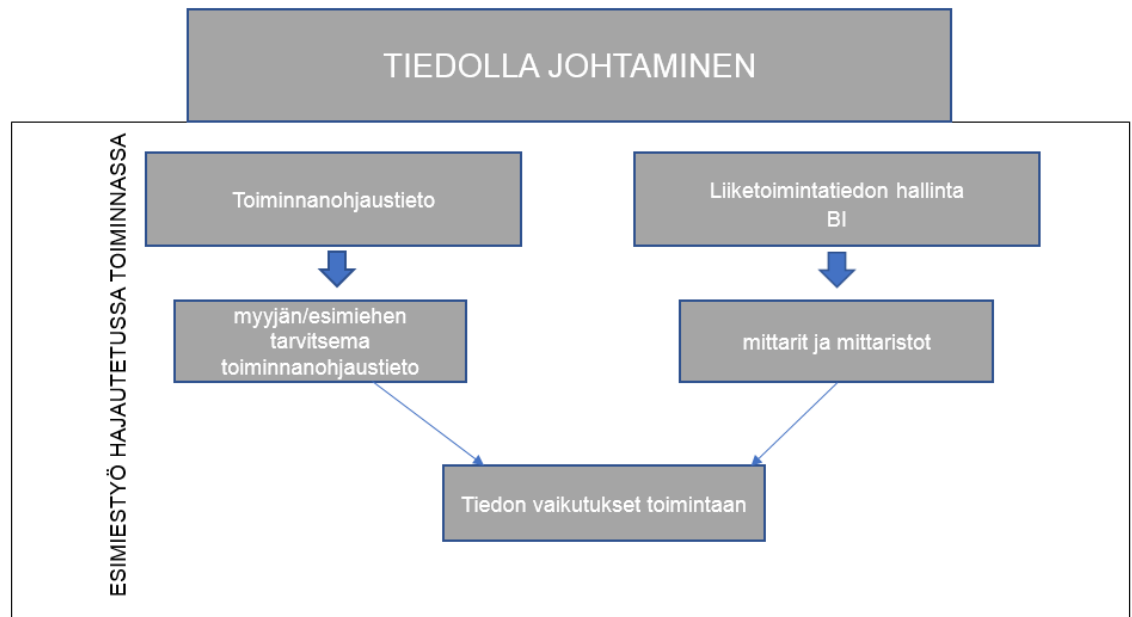 TIEDOLLA JOHTAMINEN
ESIMIESTYÖ HAJAUTETUSSA TOIMINNASSA
Toiminnanohjaustieto
Liiketoimintatiedon hallinta
BI
myyjän/esimiehen
tarvitsema
toiminnanohjaustieto
mittarit ja mittaristot
Tiedon vaikutukset toimintaan